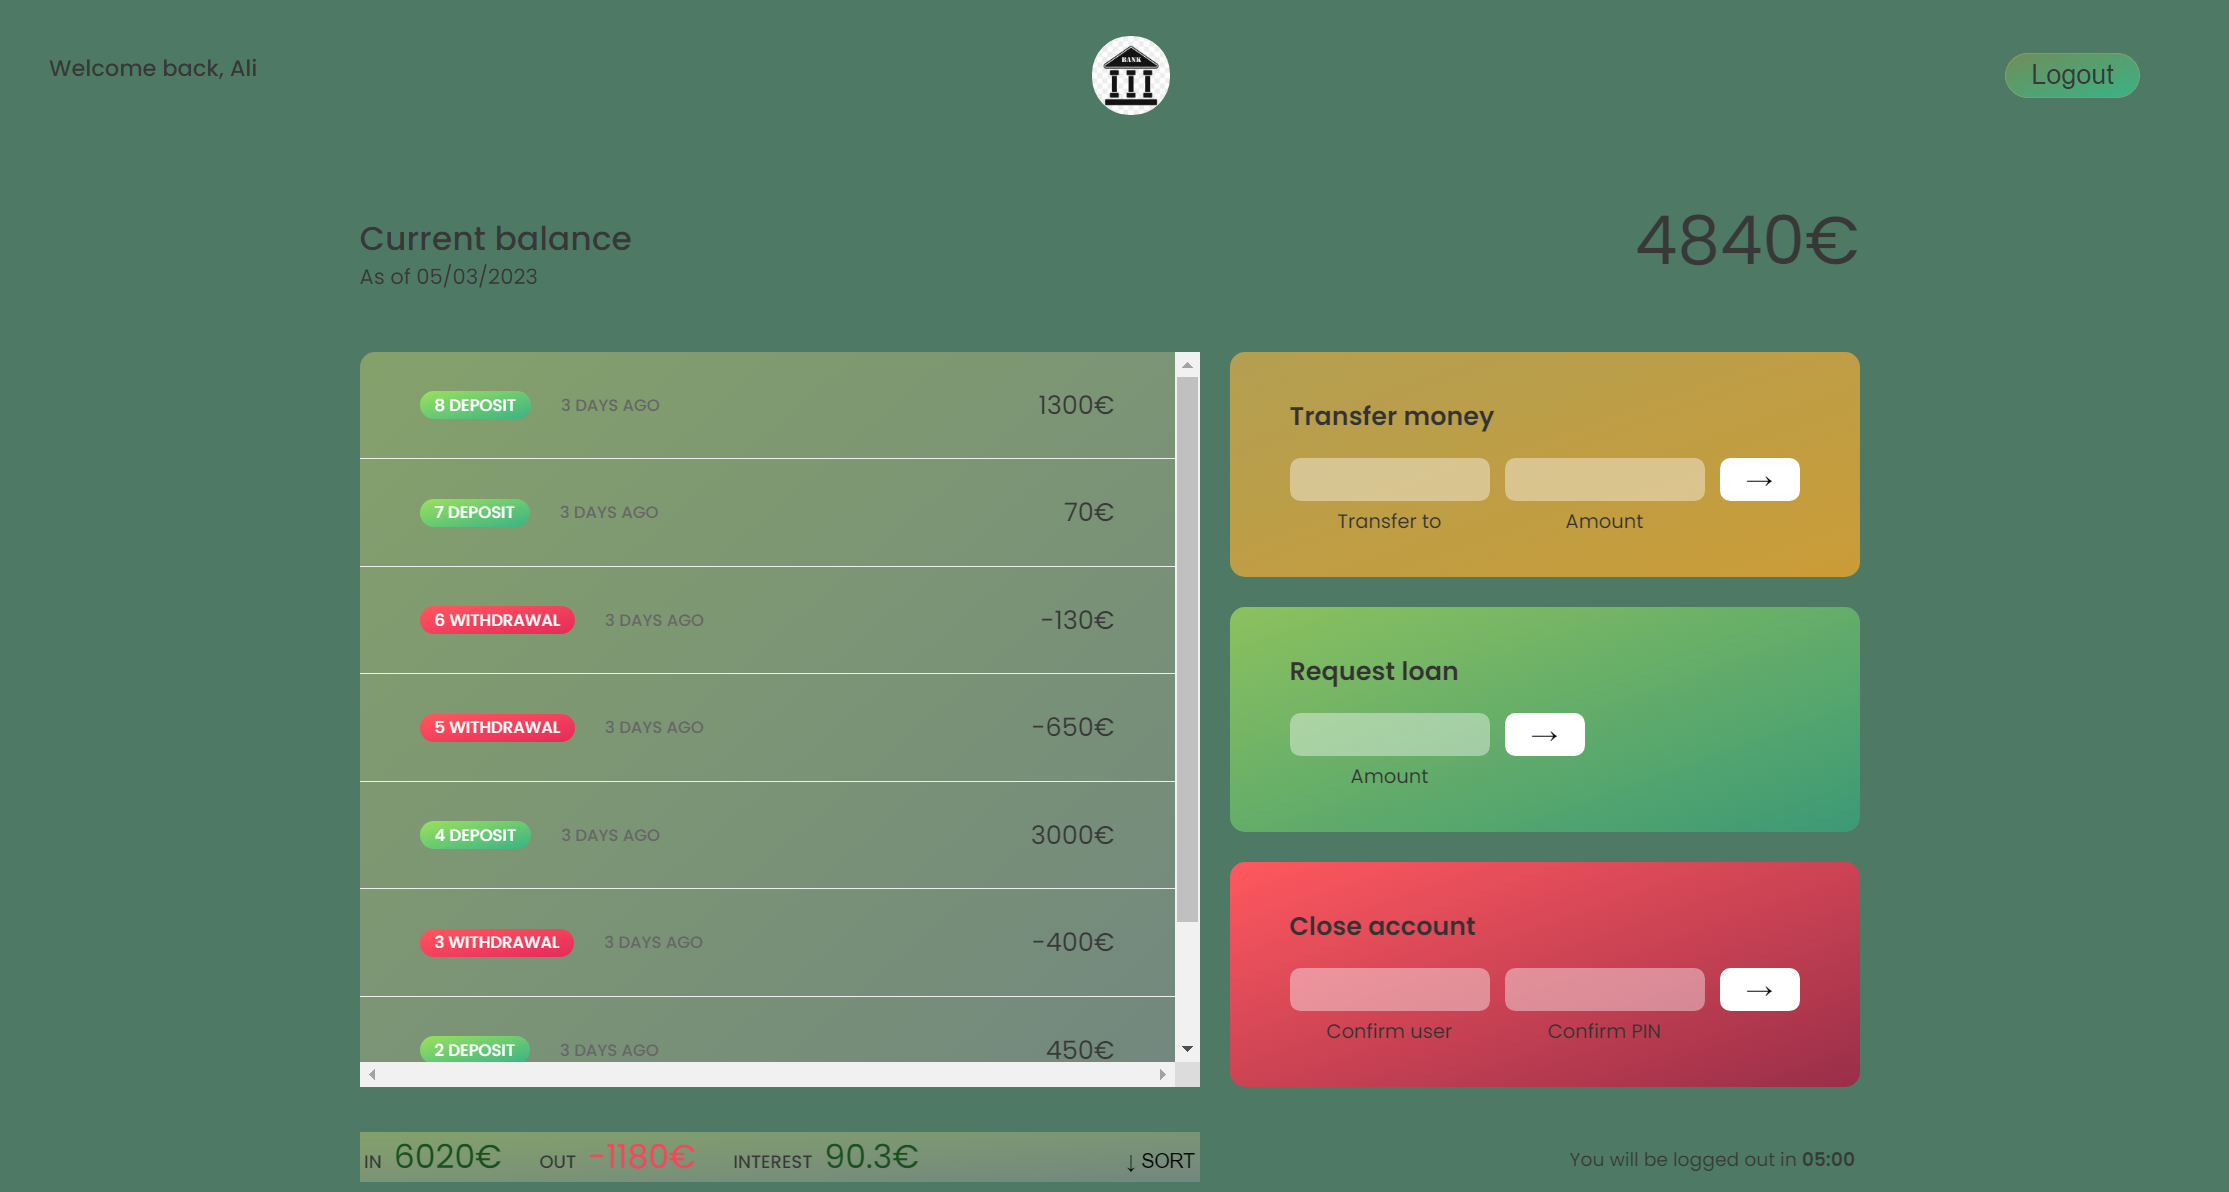 Welcome back, Ali
BANK
Logout
Current balance
As of 05/03/2023
4840€
8 DEPOSIT 3 DAYS AGO 1300€
7 DEPOSIT 3 DAYS AGO 70€
6 WITHDRAWAL 3 DAYS AGO -130€
5 WITHDRAWAL 3 DAYS AGO -650€
4 DEPOSIT 3 DAYS AGO 3000€
3 WITHDRAWAL 3 DAYS AGO -400€
2 DEPOSIT 3 DAYS AGO 450€
Transfer money
→
Transfer to Amount
Request loan
→
Amount
Close account
→
Confirm user Confirm PIN
IN 6020€ OUT -1180€ INTEREST 90.3€ ↓ SORT
You will be logged out in 05:00